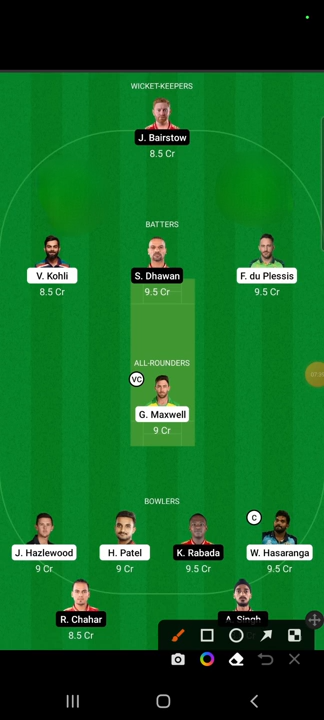 WICKET-KEEPERS
J. Bairstow
8.5 Cr
BATTERS
V. Kohli
S. Dhawan
F. du Plessis
8.5 Cr
9.5 Cr
9.5 Cr
ALL-ROUNDERS
VC
G. Maxwell
9 Cr
BOWLERS
C
J. Hazlewood
H. Patel
K. Rabada
W. Hasaranga
9 Cr
9 Cr
9.5 Cr
9.5 Cr
R. Chahar
A. Singh
8.5 Cr